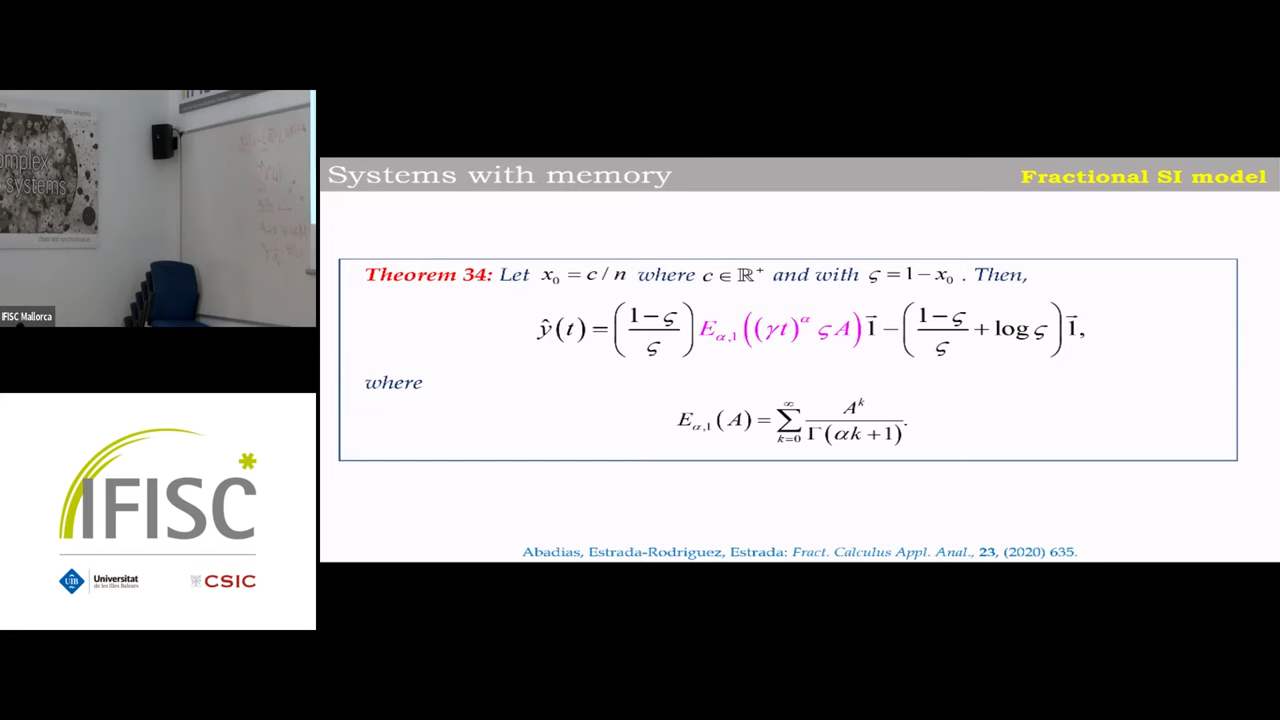 complex
systems
IFISC Mallorca
IFISC
Universitat
de les Illes Balears
UIB
CSIC
Systems with memory
Fractional SI model
Theorem 34: Let x₀ = c / n where c ∈ ℝ⁺ and with ς = 1 − x₀ . Then,
ŷ(t) = ((1−ς)/ς) E_{α,1}((γt)^α ςA) 1⃗ − ((1−ς)/ς + log ς) 1⃗,
where
E_{α,1}(A) = ∑_{k=0}^{∞} A^k / Γ(αk+1).
Abadias, Estrada-Rodriguez, Estrada: Fract. Calculus Appl. Anal., 23, (2020) 635.